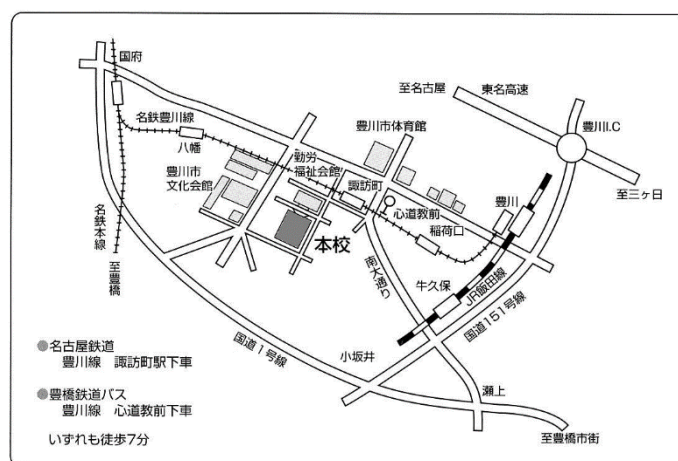 国府
至名古屋
東名高速
名鉄豊川線
豊川市体育館
豊川I.C
八幡
勤労
福祉会館
豊川市
文化会館
諏訪町
至三ヶ日
心道教前
豊川
名鉄本線
本校
稲荷口
至豊橋
南大通り
牛久保
JR飯田線
国道151号線
●名古屋鉄道
豊川線 諏訪町駅下車
国道1号線
小坂井
●豊橋鉄道バス
豊川線 心道教前下車
瀬上
いずれも徒歩7分
至豊橋市街